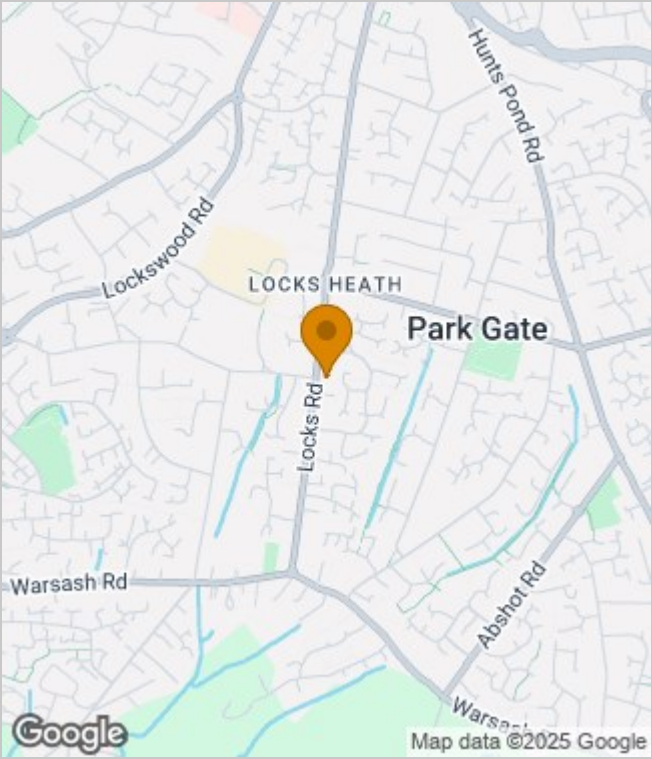 Hunts Pond Rd
Lockswood Rd
LOCKS HEATH
Park Gate
Locks Rd
Warsash Rd
Abshot Rd
Warsash
Google
Map data ©2025 Google